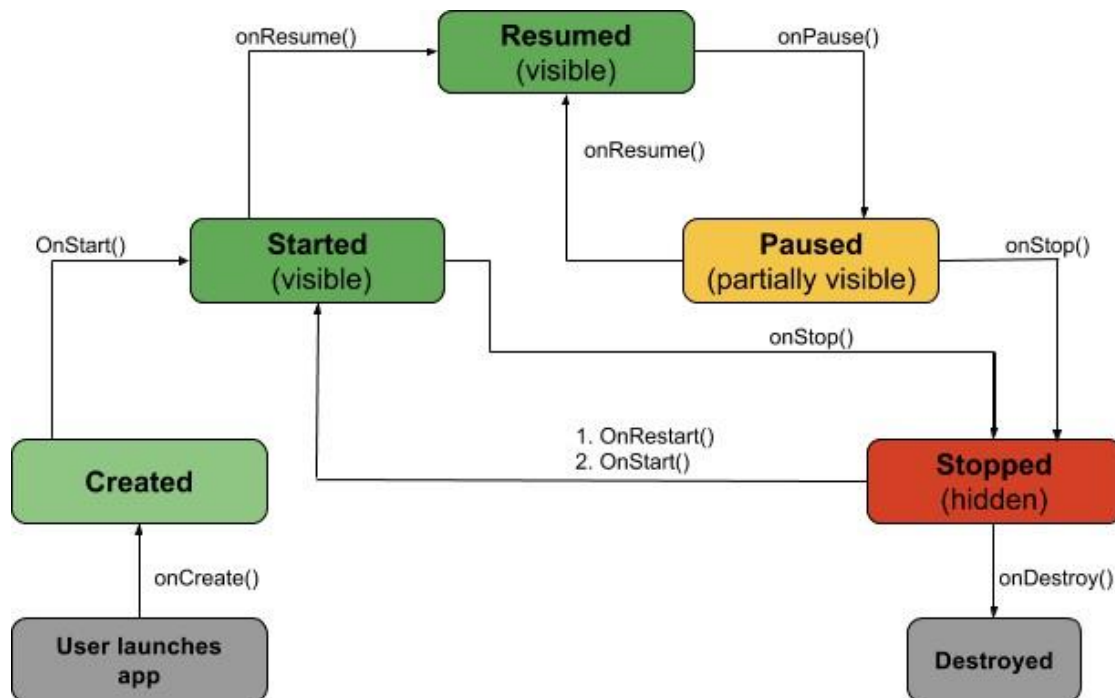 onResume()
Resumed
(visible)
onPause()
onResume()
OnStart()
Started
(visible)
Paused
(partially visible)
onStop()
onStop()
1. OnRestart()
2. OnStart()
Created
Stopped
(hidden)
onCreate()
onDestroy()
User launches
app
Destroyed